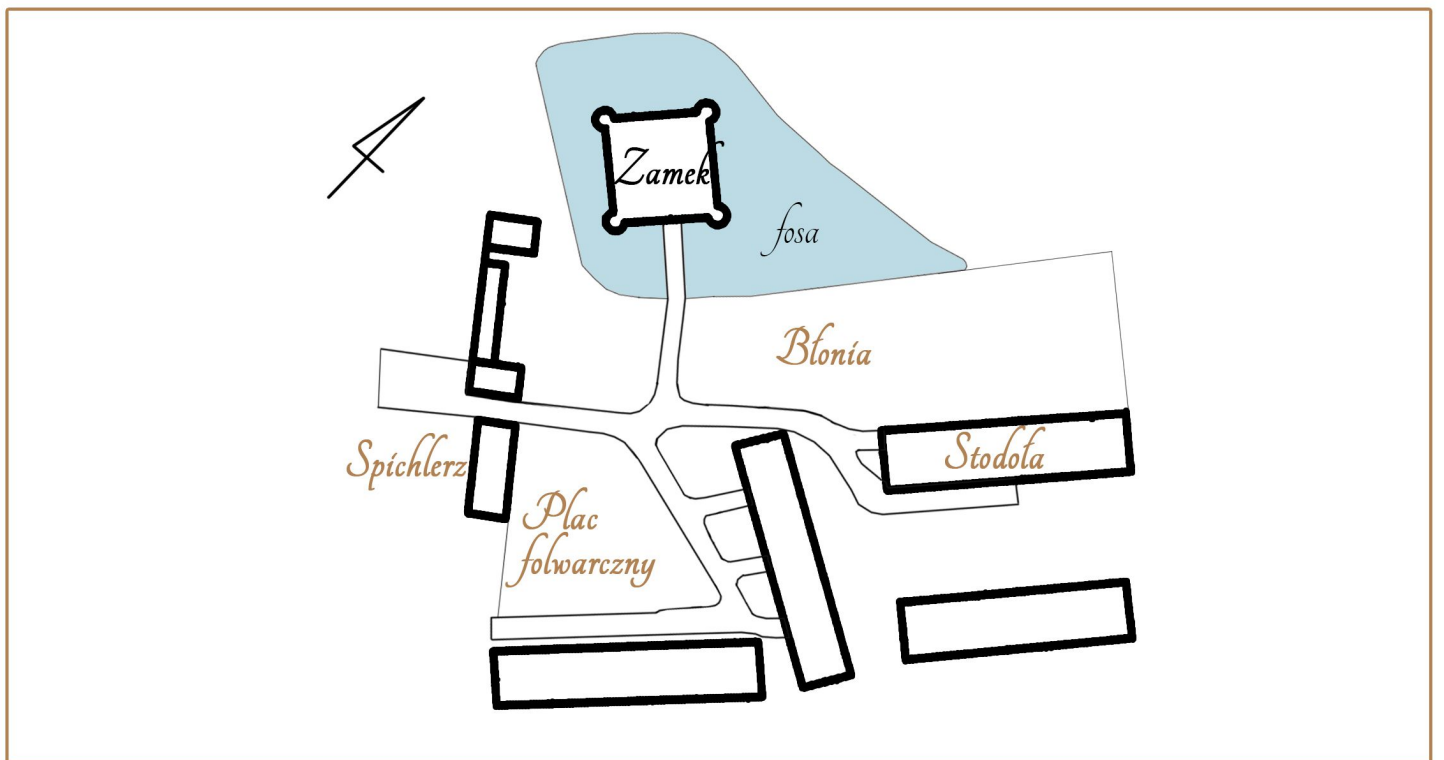 Zamek
fosa
Błonia
Stodoła
Spichlerz
Plac
folwarczny